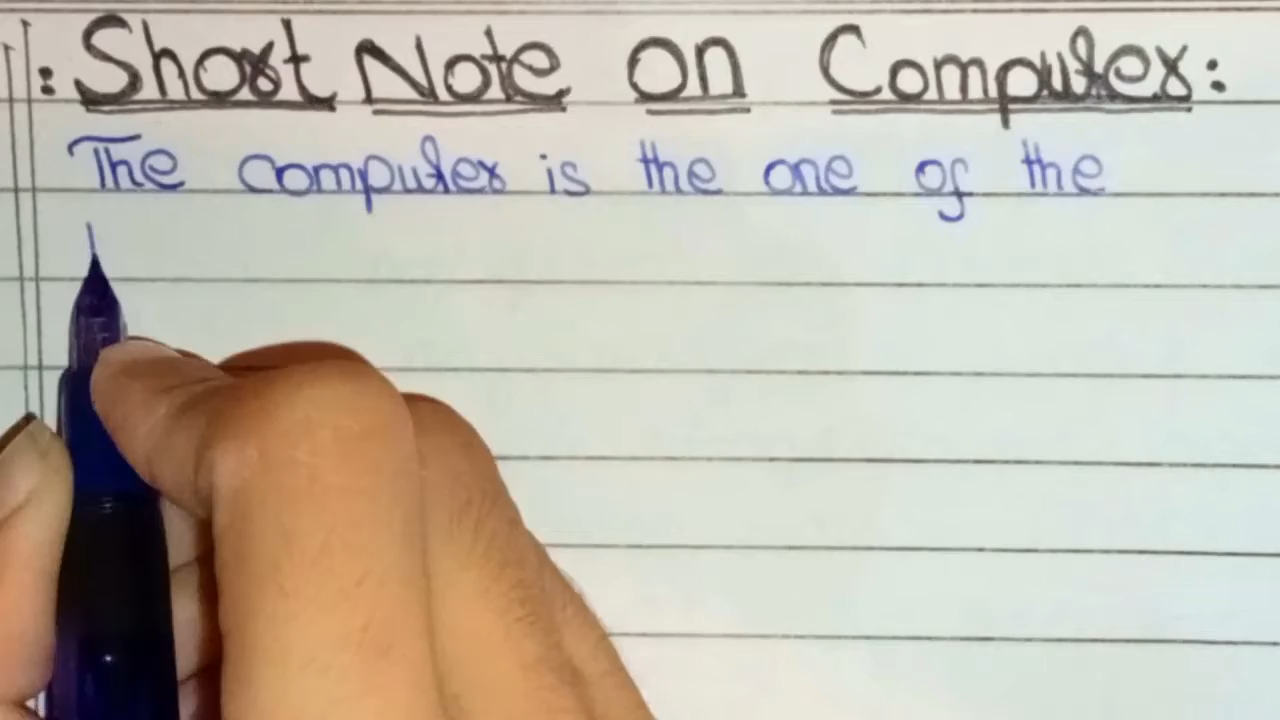 : Short Note on Computer:
The computer is the one of the